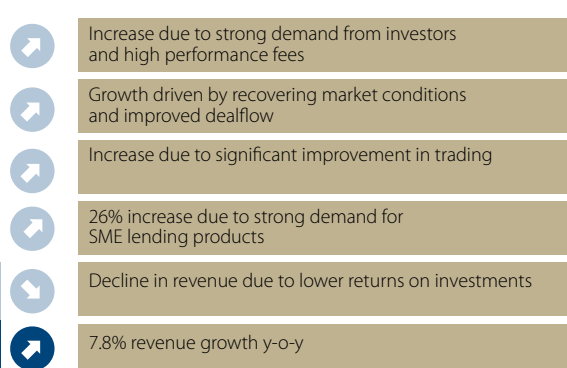 Increase due to strong demand from investors
and high performance fees
Growth driven by recovering market conditions
and improved dealflow
Increase due to significant improvement in trading
26% increase due to strong demand for
SME lending products
Decline in revenue due to lower returns on investments
7.8% revenue growth y-o-y